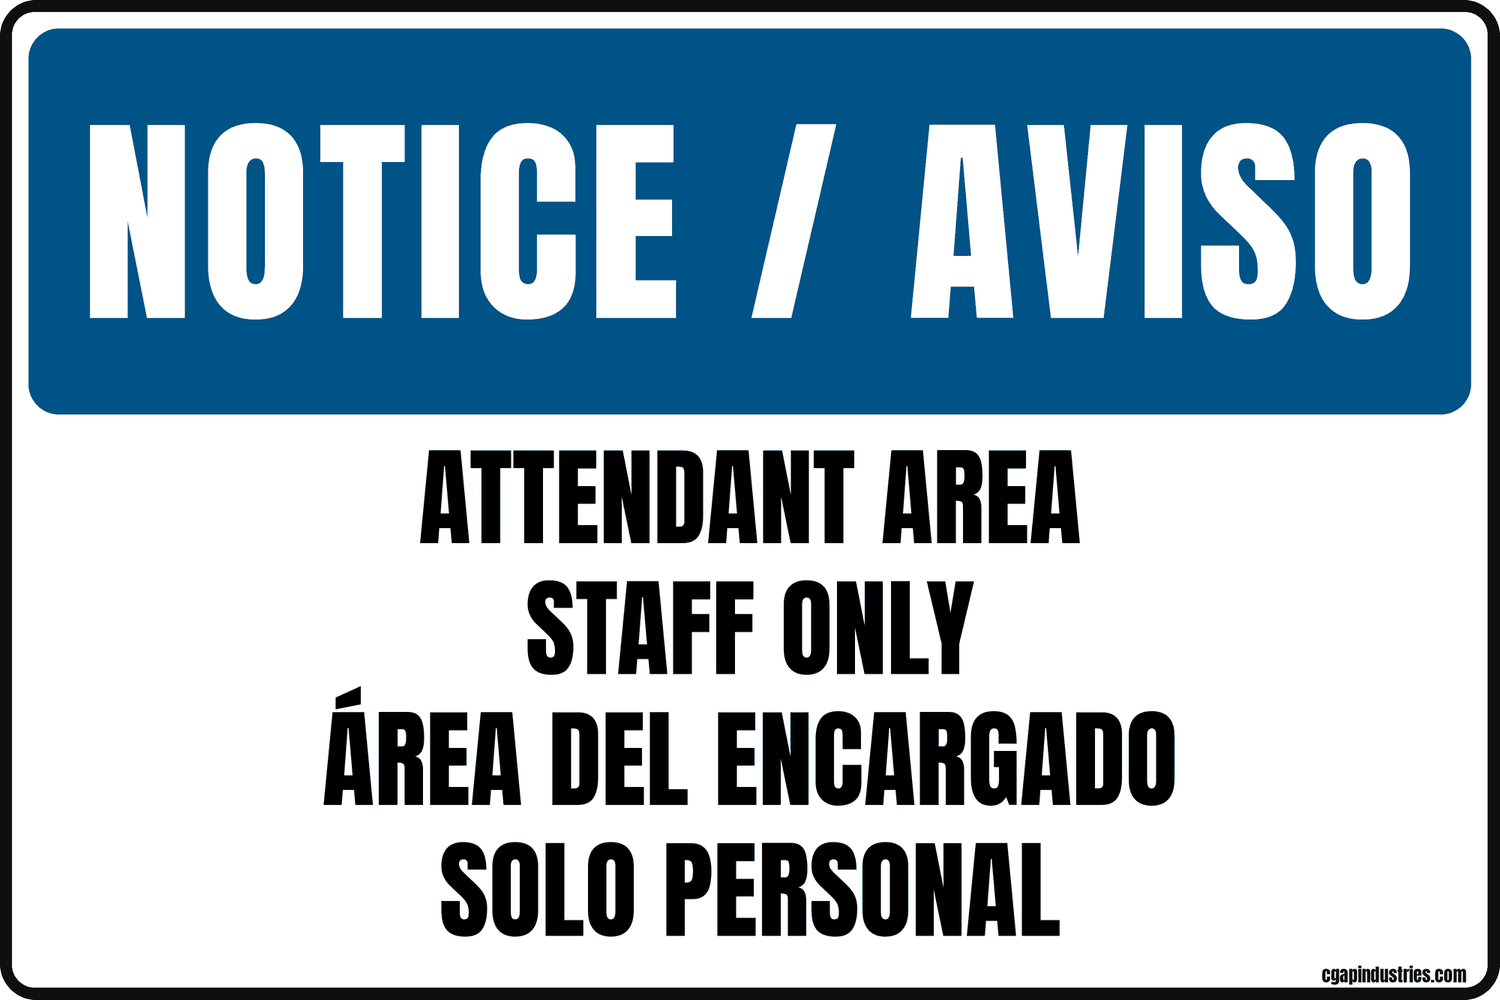 NOTICE / AVISO
ATTENDANT AREA
STAFF ONLY
ÁREA DEL ENCARGADO
SOLO PERSONAL
cgapindustries.com